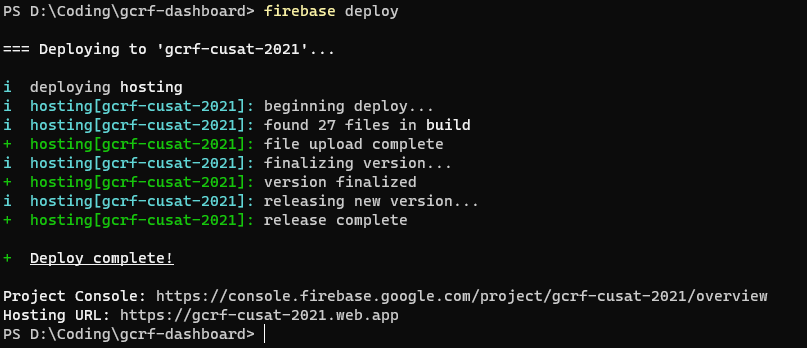 PS D:\Coding\gcrf-dashboard> firebase deploy
=== Deploying to 'gcrf-cusat-2021'...
i  deploying hosting
i  hosting[gcrf-cusat-2021]: beginning deploy...
i  hosting[gcrf-cusat-2021]: found 27 files in build
+  hosting[gcrf-cusat-2021]: file upload complete
i  hosting[gcrf-cusat-2021]: finalizing version...
+  hosting[gcrf-cusat-2021]: version finalized
i  hosting[gcrf-cusat-2021]: releasing new version...
+  hosting[gcrf-cusat-2021]: release complete
+  Deploy complete!
Project Console: https://console.firebase.google.com/project/gcrf-cusat-2021/overview
Hosting URL: https://gcrf-cusat-2021.web.app
PS D:\Coding\gcrf-dashboard>